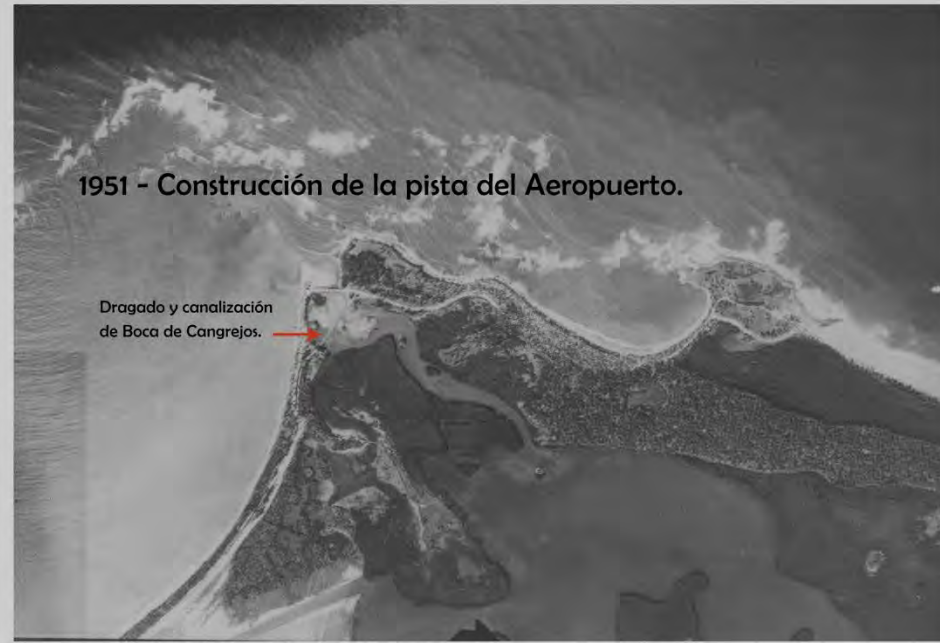 1951 - Construcción de la pista del Aeropuerto.
Dragado y canalización
de Boca de Cangrejos.